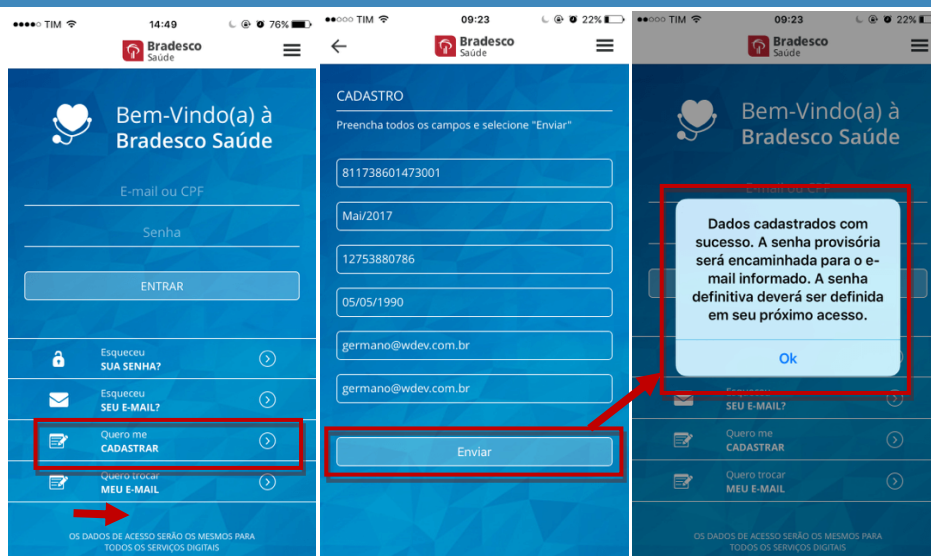 TIM 14:49 76%
Bradesco
Saúde
Bem-Vindo(a) à
Bradesco Saúde
E-mail ou CPF
Senha
ENTRAR
Esqueceu
SUA SENHA?
Esqueceu
SEU E-MAIL?
Quero me
CADASTRAR
Quero trocar
MEU E-MAIL
OS DADOS DE ACESSO SERÃO OS MESMOS PARA
TODOS OS SERVIÇOS DIGITAIS
TIM 09:23 22%
Bradesco
Saúde
CADASTRO
Preencha todos os campos e selecione "Enviar"
811738601473001
Mai/2017
12753880786
05/05/1990
germano@wdev.com.br
germano@wdev.com.br
Enviar
TIM 09:23 22%
Bradesco
Saúde
Bem-Vindo(a) à
Bradesco Saúde
E-mail ou CPF
Dados cadastrados com
sucesso. A senha provisória
será encaminhada para o e-
mail informado. A senha
definitiva deverá ser definida
em seu próximo acesso.
Ok
Esqueceu
SEU E-MAIL?
Quero me
CADASTRAR
Quero trocar
MEU E-MAIL
OS DADOS DE ACESSO SERÃO OS MESMOS PARA
TODOS OS SERVIÇOS DIGITAIS